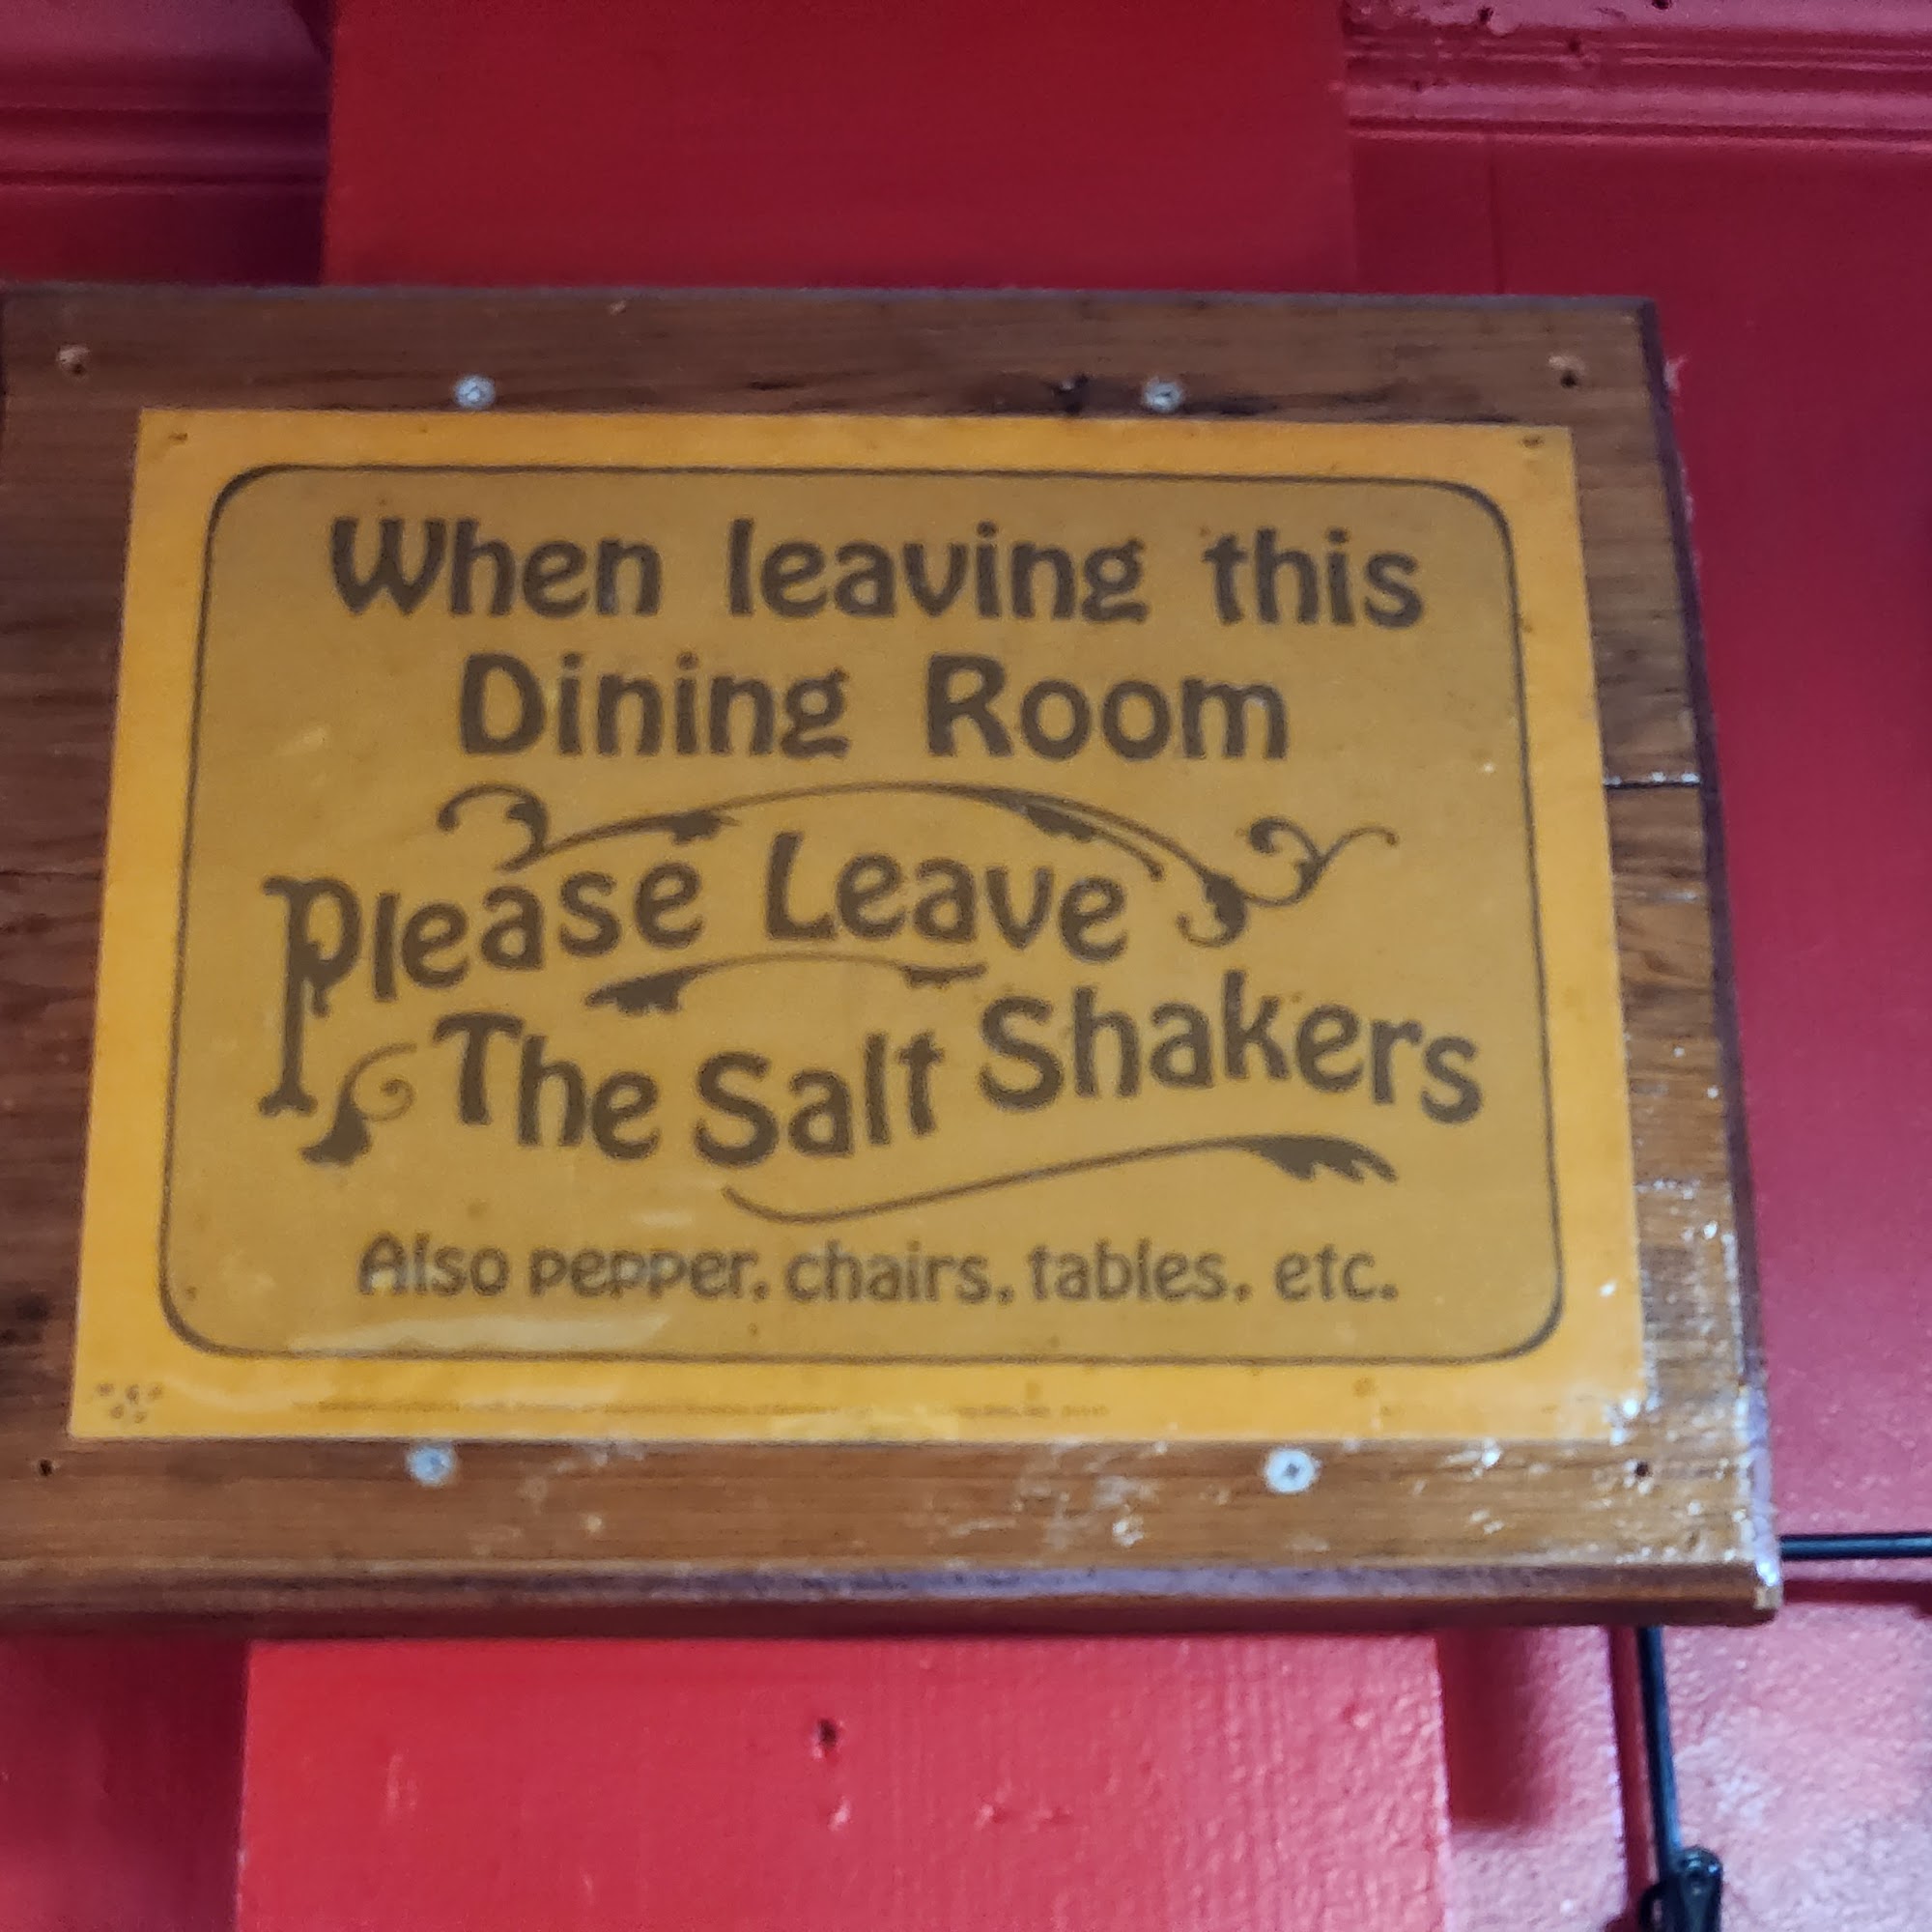 When leaving this
Dining Room
Please Leave
The Salt Shakers
Also pepper, chairs, tables, etc.